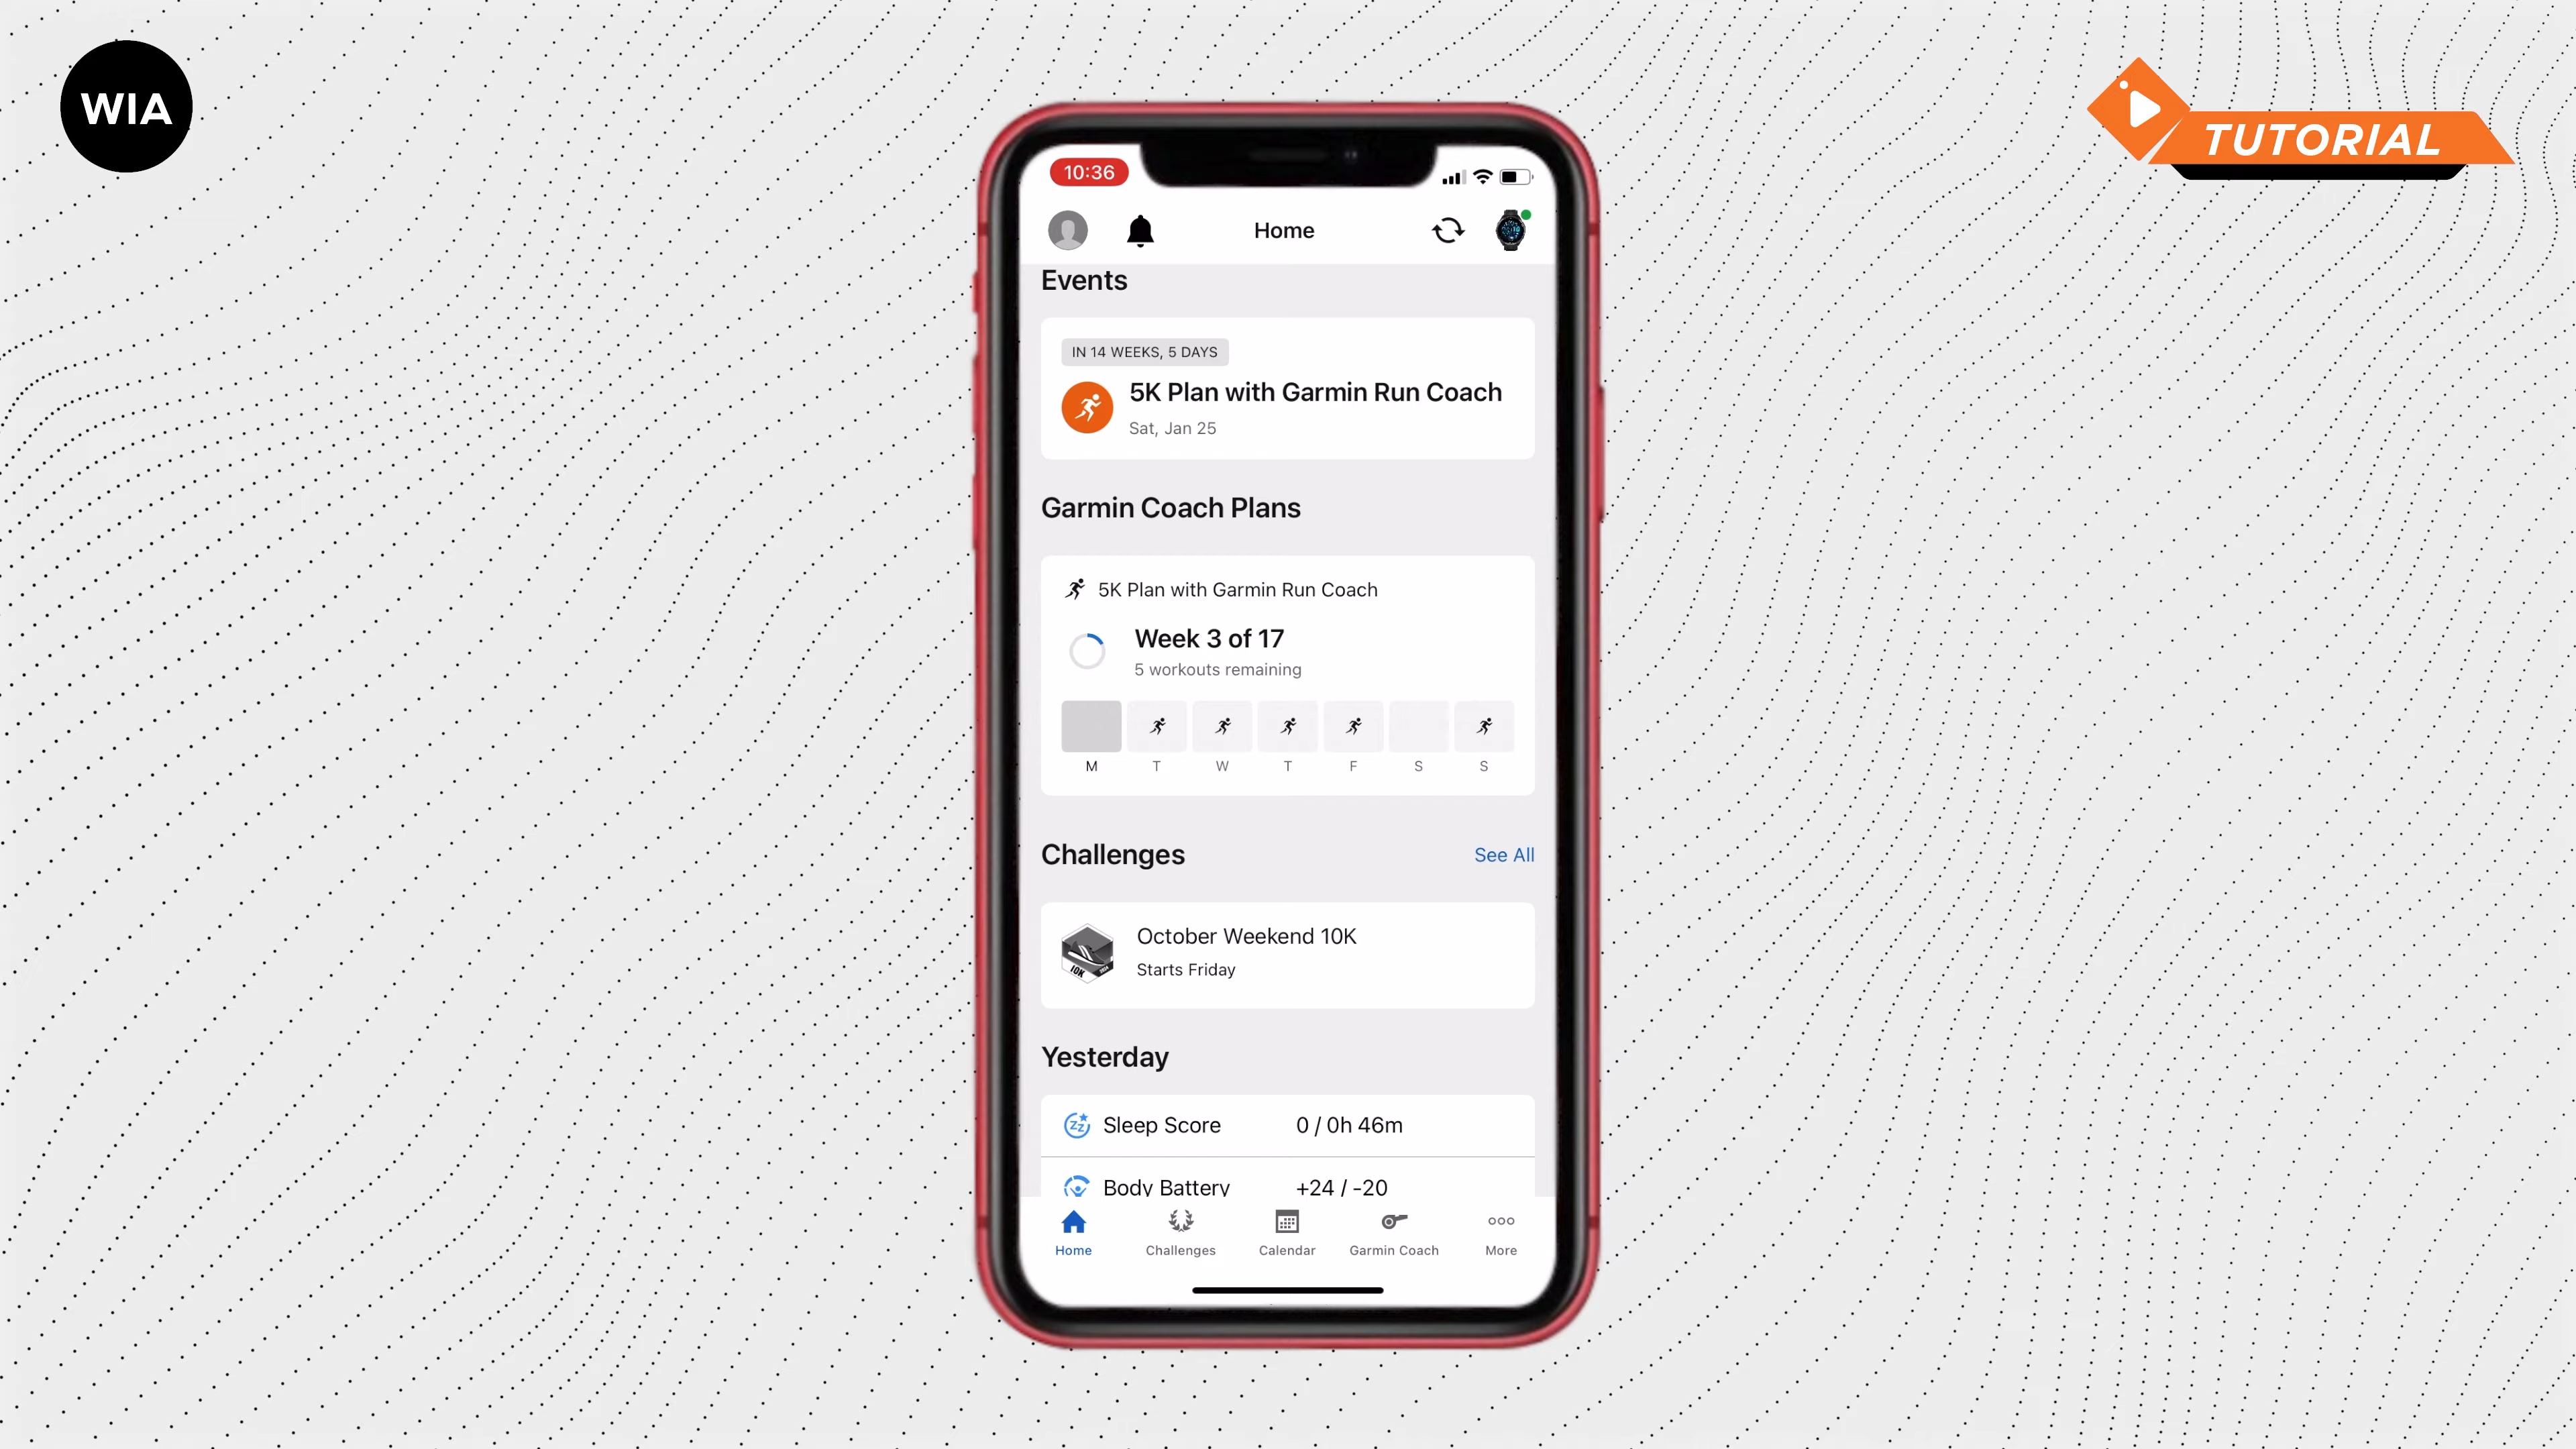 WIA
TUTORIAL
10:36
Home
Events
IN 14 WEEKS, 5 DAYS
5K Plan with Garmin Run Coach
Sat, Jan 25
Garmin Coach Plans
5K Plan with Garmin Run Coach
Week 3 of 17
5 workouts remaining
M T W T F S S
Challenges See All
10K
October Weekend 10K
Starts Friday
Yesterday
Sleep Score 0 / 0h 46m
Body Battery +24 / -20
Home Challenges Calendar Garmin Coach More